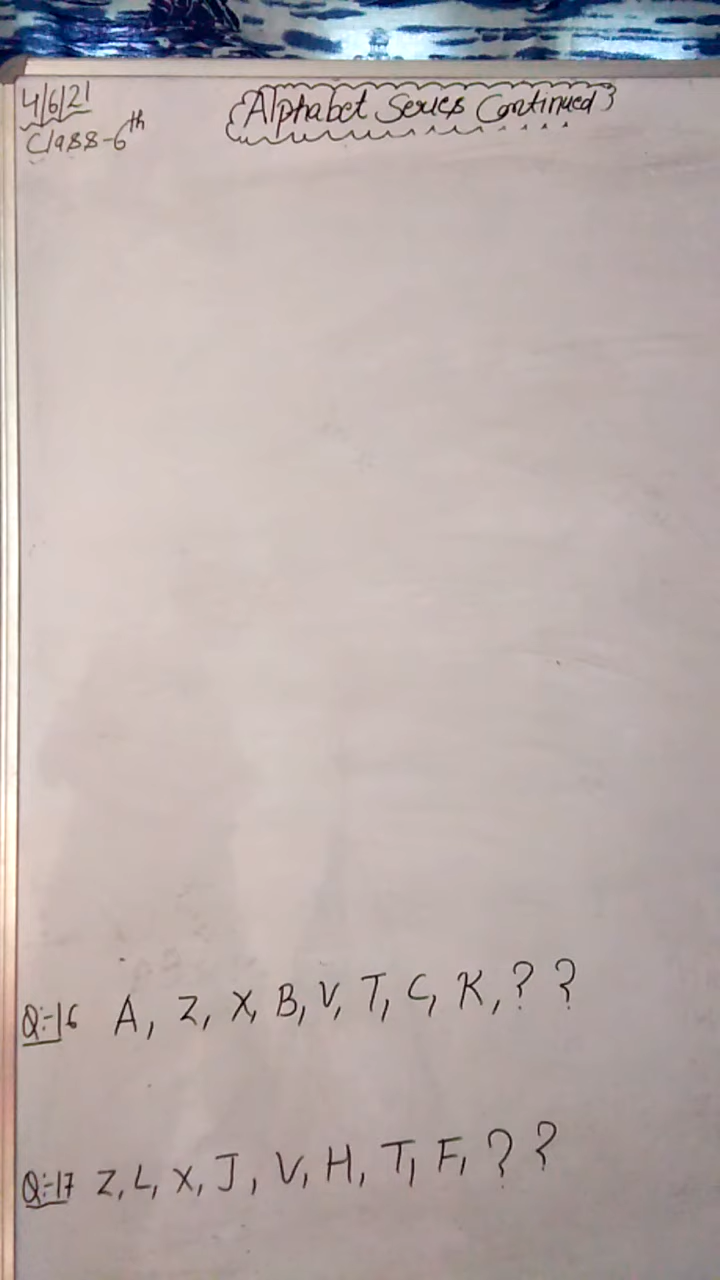 4/6/21
Class-6th
Alphabet Series Continued
Q:-16 A, Z, X, B, V, T, C, K, ? ?
Q:-17 Z, L, X, J, V, H, T, F, ? ?